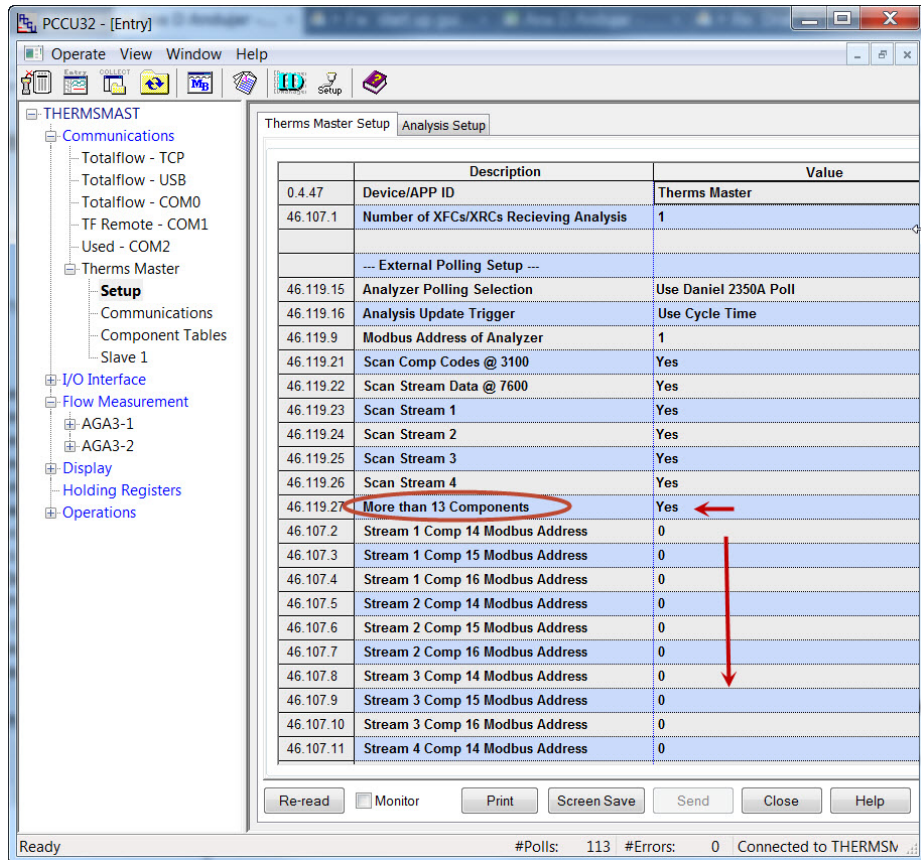 PCCU32 - [Entry]
Operate View Window Help
Entry COLLECT MB ID Manager Setup
THERMSMAST
Communications
Totalflow - TCP
Totalflow - USB
Totalflow - COM0
TF Remote - COM1
Used - COM2
Therms Master
Setup
Communications
Component Tables
Slave 1
I/O Interface
Flow Measurement
AGA3-1
AGA3-2
Display
Holding Registers
Operations
Therms Master Setup Analysis Setup
Description Value
0.4.47 Device/APP ID Therms Master
46.107.1 Number of XFCs/XRCs Recieving Analysis 1
--- External Polling Setup ---
46.119.15 Analyzer Polling Selection Use Daniel 2350A Poll
46.119.16 Analysis Update Trigger Use Cycle Time
46.119.9 Modbus Address of Analyzer 1
46.119.21 Scan Comp Codes @ 3100 Yes
46.119.22 Scan Stream Data @ 7600 Yes
46.119.23 Scan Stream 1 Yes
46.119.24 Scan Stream 2 Yes
46.119.25 Scan Stream 3 Yes
46.119.26 Scan Stream 4 Yes
46.119.27 More than 13 Components Yes
46.107.2 Stream 1 Comp 14 Modbus Address 0
46.107.3 Stream 1 Comp 15 Modbus Address 0
46.107.4 Stream 1 Comp 16 Modbus Address 0
46.107.5 Stream 2 Comp 14 Modbus Address 0
46.107.6 Stream 2 Comp 15 Modbus Address 0
46.107.7 Stream 2 Comp 16 Modbus Address 0
46.107.8 Stream 3 Comp 14 Modbus Address 0
46.107.9 Stream 3 Comp 15 Modbus Address 0
46.107.10 Stream 3 Comp 16 Modbus Address 0
46.107.11 Stream 4 Comp 14 Modbus Address 0
Re-read Monitor Print Screen Save Send Close Help
Ready #Polls: 113 #Errors: 0 Connected to THERMSM